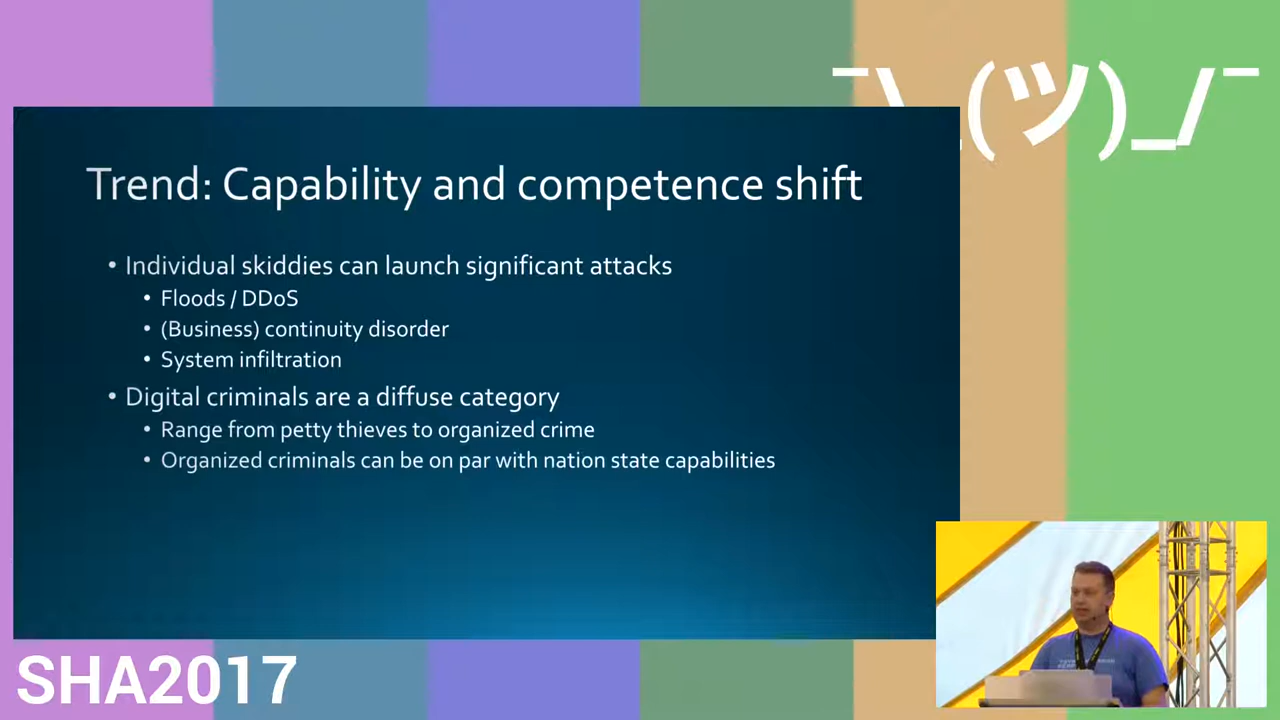 ¯\_(ツ)_/¯
Trend: Capability and competence shift
• Individual skiddies can launch significant attacks
• Floods / DDoS
• (Business) continuity disorder
• System infiltration
• Digital criminals are a diffuse category
• Range from petty thieves to organized crime
• Organized criminals can be on par with nation state capabilities
SHA2017